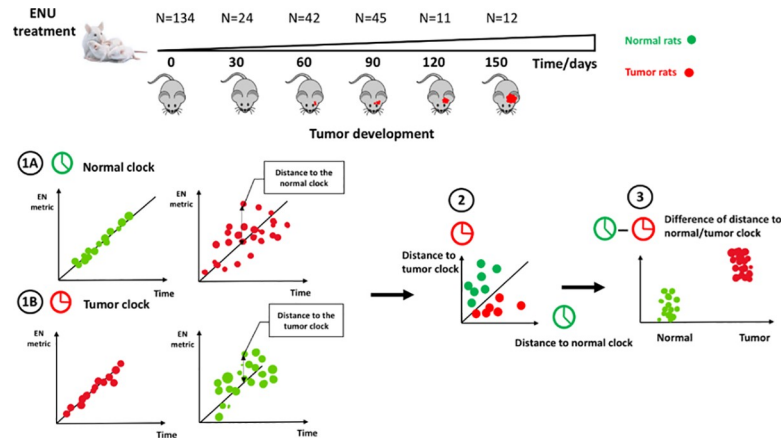 ENU
treatment
N=134 N=24 N=42 N=45 N=11 N=12
0 30 60 90 120 150 Time/days
Normal rats
Tumor rats
Tumor development
1A Normal clock
EN
metric
Time
Distance to the
normal clock
Time
1B Tumor clock
EN
metric
Time
Distance to the
tumor clock
Time
2
Distance to
tumor clock
Distance to normal clock
3
–
Difference of distance to
normal/tumor clock
Normal Tumor